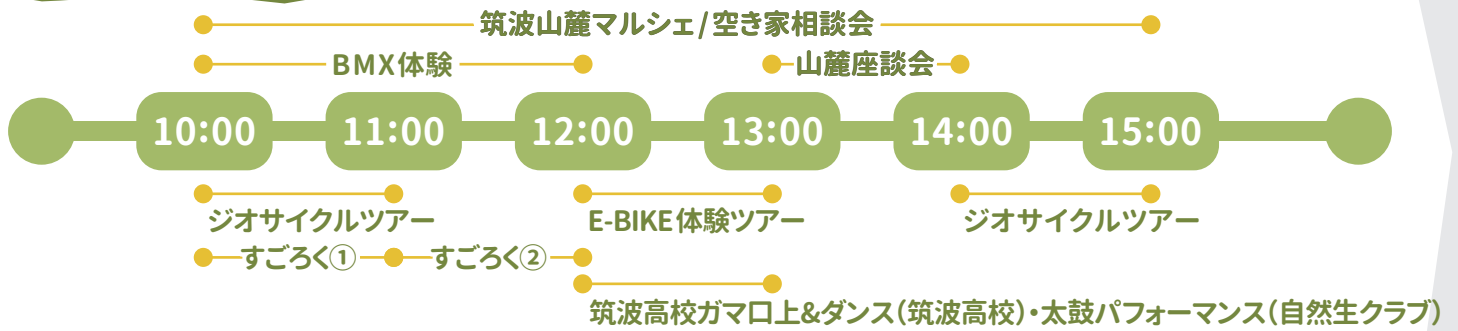 筑波山麓マルシェ/空き家相談会
BMX体験
山麓座談会
10:00 11:00 12:00 13:00 14:00 15:00
ジオサイクルツアー
E-BIKE体験ツアー
ジオサイクルツアー
すごろく① すごろく②
筑波高校ガマ口上&ダンス(筑波高校)・太鼓パフォーマンス(自然生クラブ)